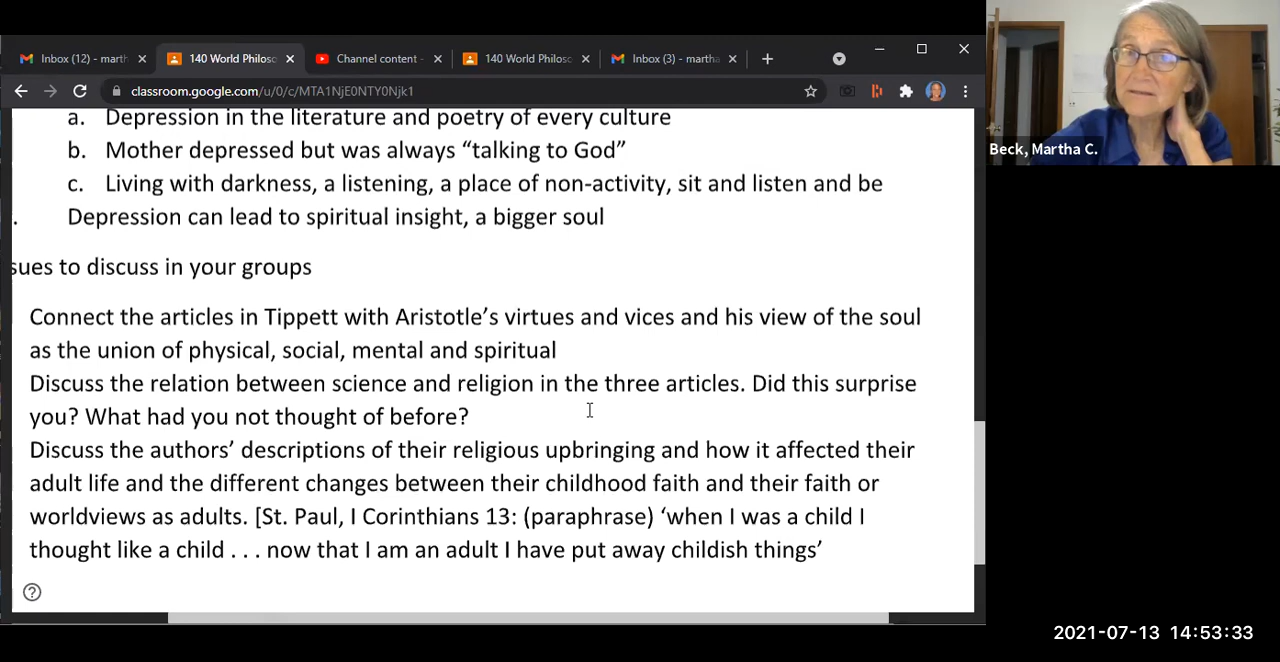 Inbox (12) - mart
140 World Philosc
Channel content -
140 World Philosc
Inbox (3) - martha
classroom.google.com/u/0/c/MTA1NjE0NTY0Njk1
Beck, Martha C.
a. Depression in the literature and poetry of every culture
b. Mother depressed but was always “talking to God”
c. Living with darkness, a listening, a place of non-activity, sit and listen and be
. Depression can lead to spiritual insight, a bigger soul
sues to discuss in your groups
Connect the articles in Tippett with Aristotle’s virtues and vices and his view of the soul
as the union of physical, social, mental and spiritual
Discuss the relation between science and religion in the three articles. Did this surprise
you? What had you not thought of before?
Discuss the authors’ descriptions of their religious upbringing and how it affected their
adult life and the different changes between their childhood faith and their faith or
worldviews as adults. [St. Paul, I Corinthians 13: (paraphrase) ‘when I was a child I
thought like a child . . . now that I am an adult I have put away childish things’
2021-07-13 14:53:33